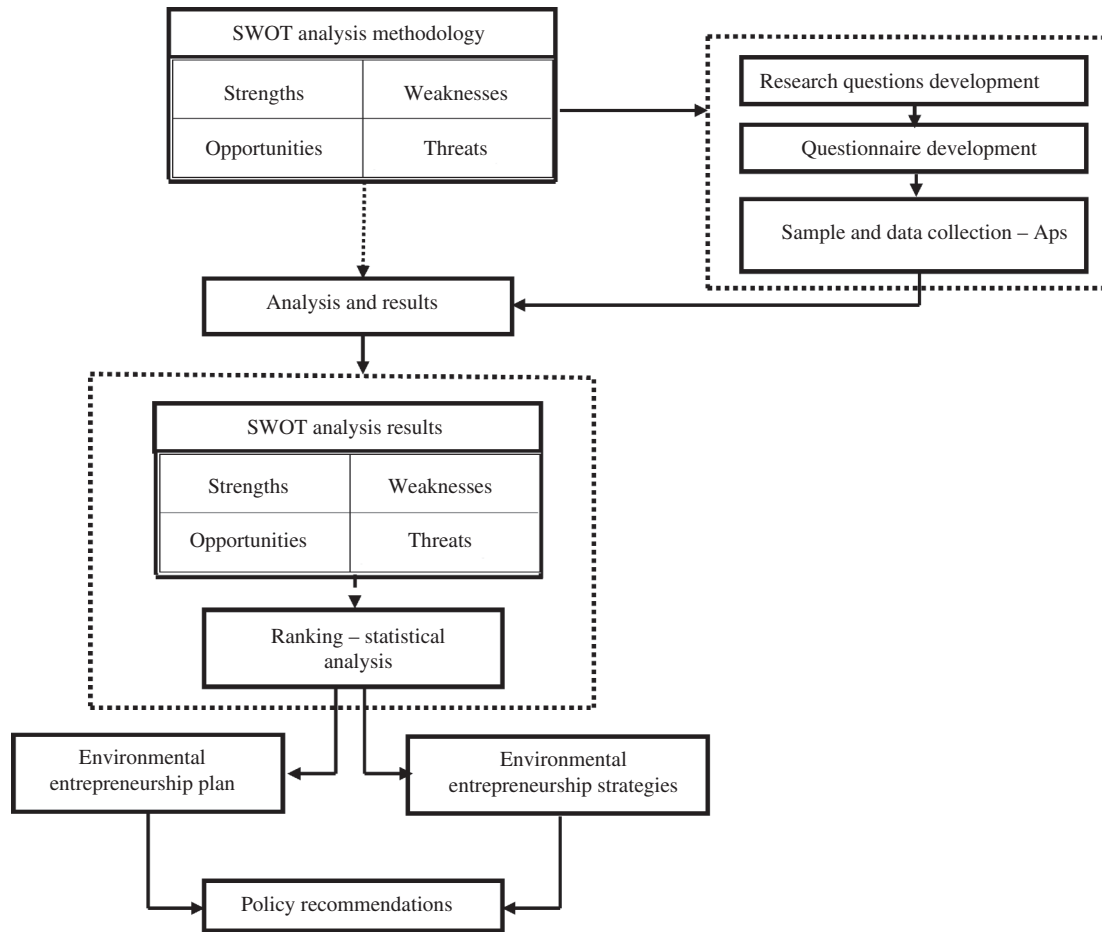 SWOT analysis methodology
Strengths
Weaknesses
Opportunities
Threats
Research questions development
Questionnaire development
Sample and data collection – Aps
Analysis and results
SWOT analysis results
Strengths
Weaknesses
Opportunities
Threats
Ranking – statistical
analysis
Environmental
entrepreneurship plan
Environmental
entrepreneurship strategies
Policy recommendations